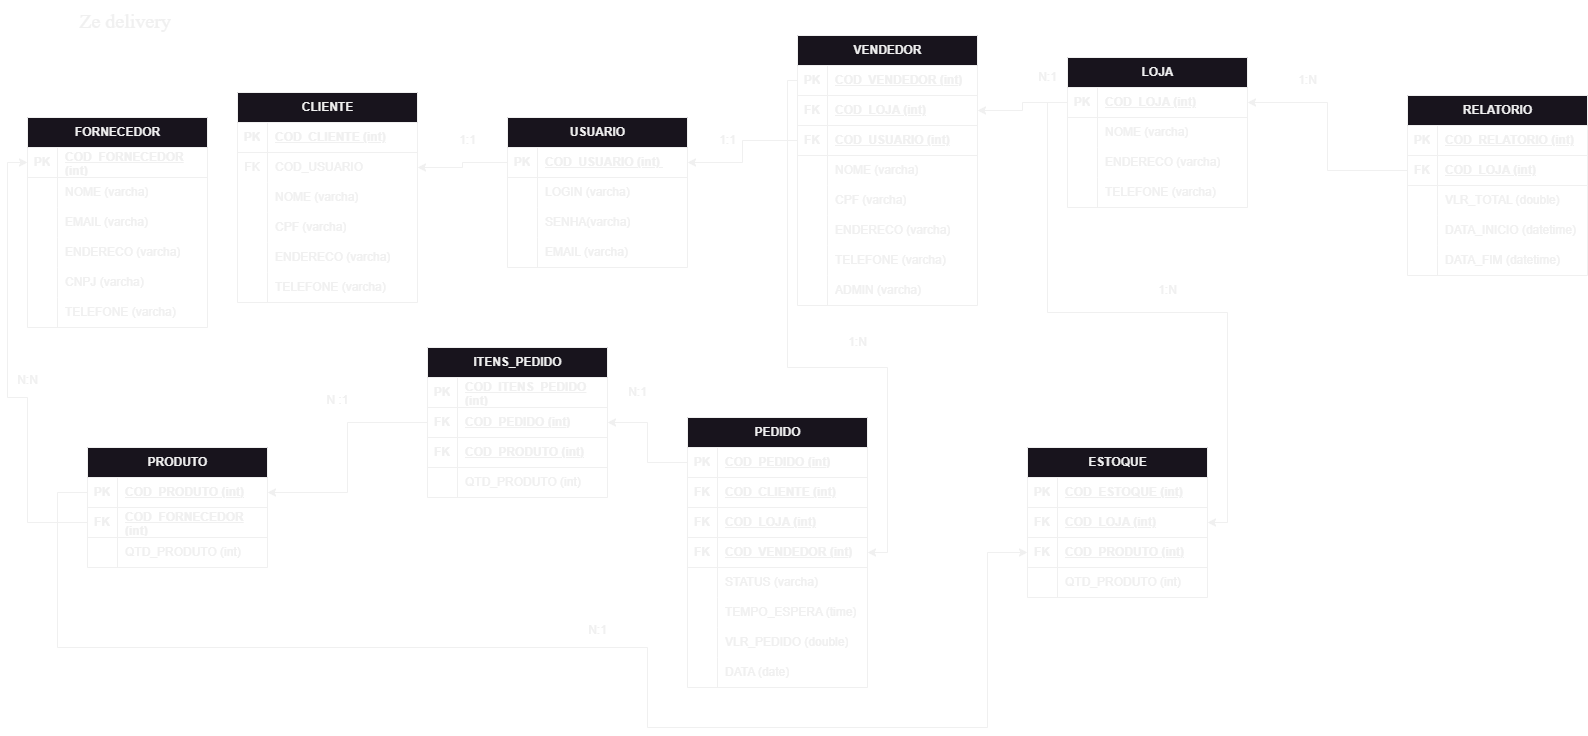 Ze delivery
FORNECEDOR
PK COD_FORNECEDOR
(int)
NOME (varcha)
EMAIL (varcha)
ENDERECO (varcha)
CNPJ (varcha)
TELEFONE (varcha)
CLIENTE
PK COD_CLIENTE (int)
FK COD_USUARIO
NOME (varcha)
CPF (varcha)
ENDERECO (varcha)
TELEFONE (varcha)
1:1
USUARIO
PK COD_USUARIO (int)
LOGIN (varcha)
SENHA(varcha)
EMAIL (varcha)
1:1
VENDEDOR
PK COD_VENDEDOR (int)
FK COD_LOJA (int)
FK COD_USUARIO (int)
NOME (varcha)
CPF (varcha)
ENDERECO (varcha)
TELEFONE (varcha)
ADMIN (varcha)
N:1
LOJA
PK COD_LOJA (int)
NOME (varcha)
ENDERECO (varcha)
TELEFONE (varcha)
1:N
RELATORIO
PK COD_RELATORIO (int)
FK COD_LOJA (int)
VLR_TOTAL (double)
DATA_INICIO (datetime)
DATA_FIM (datetime)
1:N
1:N
N:N
N :1
ITENS_PEDIDO
PK COD_ITENS_PEDIDO
(int)
FK COD_PEDIDO (int)
FK COD_PRODUTO (int)
QTD_PRODUTO (int)
N:1
PRODUTO
PK COD_PRODUTO (int)
FK COD_FORNECEDOR
(int)
QTD_PRODUTO (int)
PEDIDO
PK COD_PEDIDO (int)
FK COD_CLIENTE (int)
FK COD_LOJA (int)
FK COD_VENDEDOR (int)
STATUS (varcha)
TEMPO_ESPERA (time)
VLR_PEDIDO (double)
DATA (date)
ESTOQUE
PK COD_ESTOQUE (int)
FK COD_LOJA (int)
FK COD_PRODUTO (int)
QTD_PRODUTO (int)
N:1